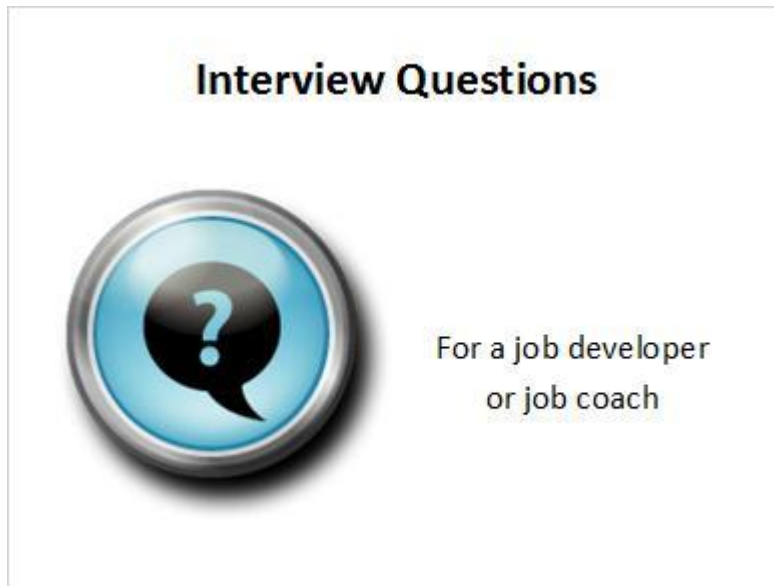 Interview Questions
?
For a job developer
or job coach